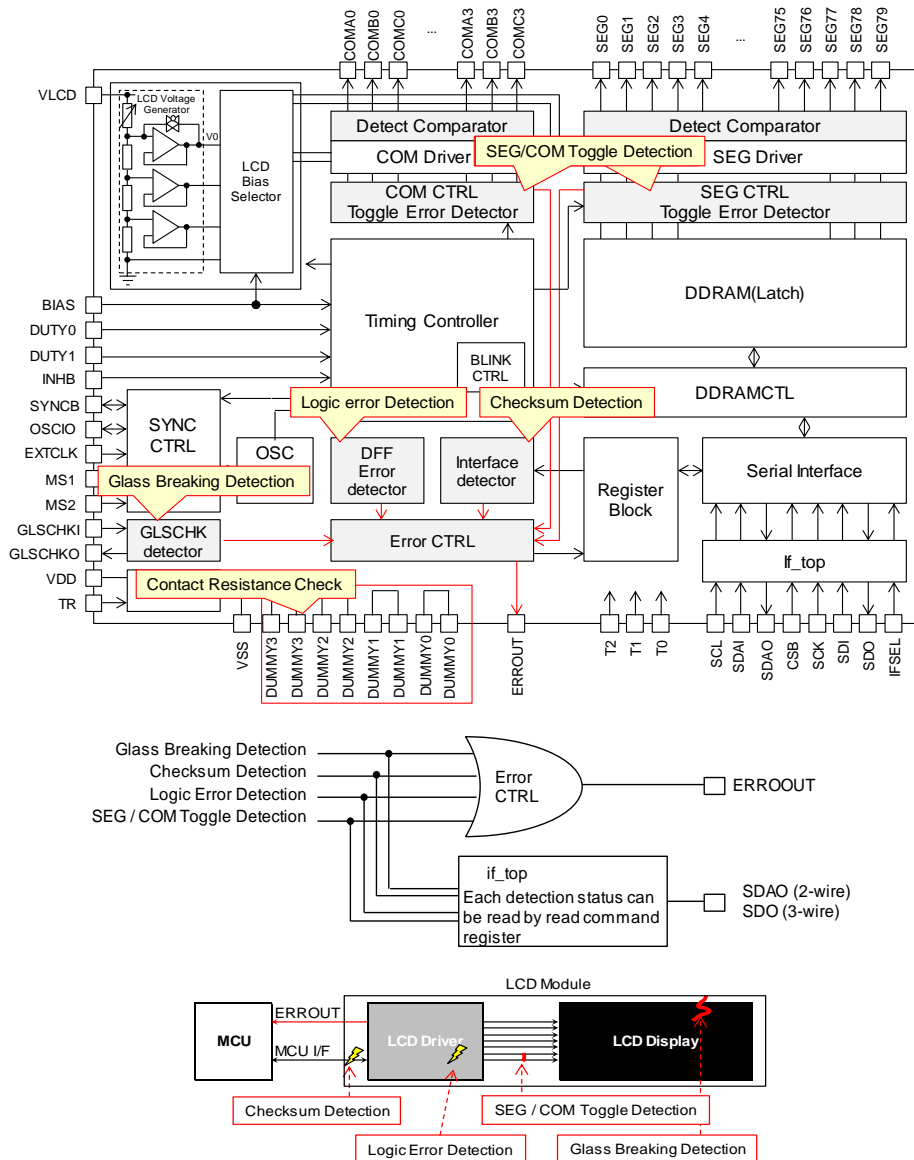 COMA0
COMB0
COMC0
...
COMA3
COMB3
COMC3
SEG0
SEG1
SEG2
SEG3
SEG4
...
SEG75
SEG76
SEG77
SEG78
SEG79
VLCD
LCD Voltage
Generator
V0
LCD
Bias
Selector
Detect Comparator
COM Driver
COM CTRL
Toggle Error Detector
SEG/COM Toggle Detection
Detect Comparator
SEG Driver
SEG CTRL
Toggle Error Detector
BIAS
DUTY0
DUTY1
INHB
SYNCB
OSCIO
EXTCLK
MS1
MS2
GLSCHKI
GLSCHKO
VDD
TR
Timing Controller
BLINK
CTRL
DDRAM(Latch)
DDRAMCTL
SYNC
CTRL
OSC
Logic error Detection
Checksum Detection
DFF
Error
detector
Interface
detector
Register
Block
Serial Interface
Glass Breaking Detection
GLSCHK
detector
Error CTRL
If_top
Contact Resistance Check
VSS
DUMMY3
DUMMY3
DUMMY2
DUMMY2
DUMMY1
DUMMY1
DUMMY0
DUMMY0
ERROUT
T2
T1
T0
SCL
SDAI
SDAO
CSB
SCK
SDI
SDO
IFSEL
Glass Breaking Detection
Checksum Detection
Logic Error Detection
SEG / COM Toggle Detection
Error
CTRL
ERROOUT
if_top
Each detection status can
be read by read command
register
SDAO (2-wire)
SDO (3-wire)
LCD Module
MCU
ERROUT
MCU I/F
LCD Driver
LCD Display
Checksum Detection
SEG / COM Toggle Detection
Logic Error Detection
Glass Breaking Detection